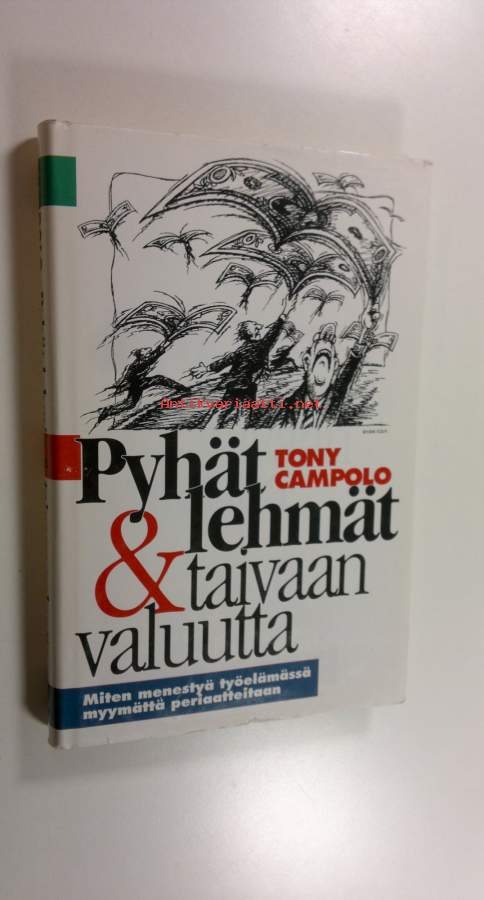 Antikvariaatti.net
Pyhät
TONY
CAMPOLO
lehmät
& taivaan
valuutta
Miten menestyä työelämässä
myymättä periaatteitaan